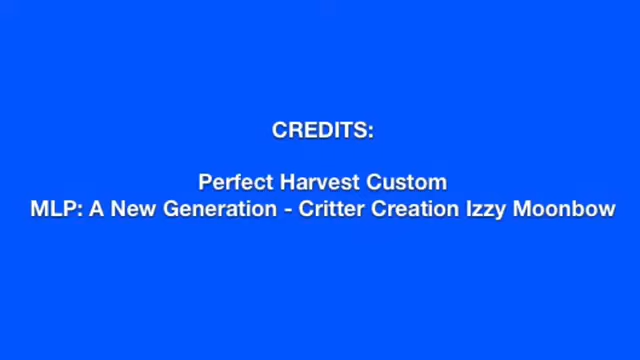 CREDITS:
Perfect Harvest Custom
MLP: A New Generation - Critter Creation Izzy Moonbow